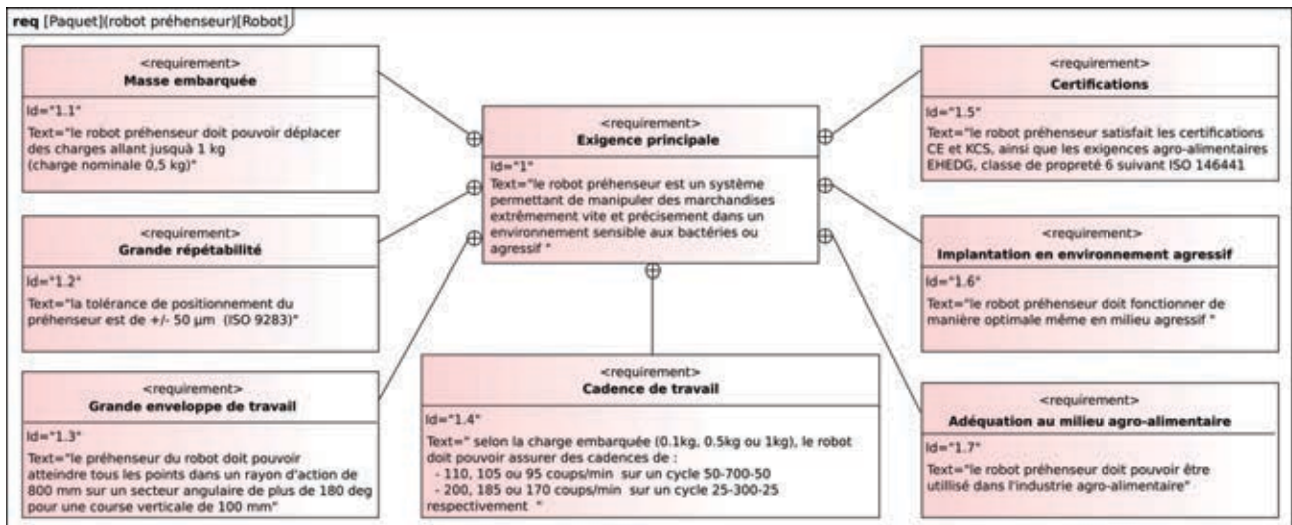 req [Paquet](robot préhenseur)[Robot]
<requirement>
Masse embarquée
Id="1.1"
Text="le robot préhenseur doit pouvoir déplacer
des charges allant jusquà 1 kg
(charge nominale 0,5 kg)"
<requirement>
Grande répétabilité
Id="1.2"
Text="la tolérance de positionnement du
préhenseur est de +/- 50 µm (ISO 9283)"
<requirement>
Grande enveloppe de travail
Id="1.3"
Text="le préhenseur du robot doit pouvoir
atteindre tous les points dans un rayon d'action de
800 mm sur un secteur angulaire de plus de 180 deg
pour une course verticale de 100 mm"
<requirement>
Exigence principale
Id="1"
Text="le robot préhenseur est un système
permettant de manipuler des marchandises
extrêmement vite et précisement dans un
environnement sensible aux bactéries ou
agressif "
<requirement>
Cadence de travail
Id="1.4"
Text=" selon la charge embarquée (0.1kg, 0.5kg ou 1kg), le robot
doit pouvoir assurer des cadences de :
- 110, 105 ou 95 coups/min sur un cycle 50-700-50
- 200, 185 ou 170 coups/min sur un cycle 25-300-25
respectivement "
<requirement>
Certifications
Id="1.5"
Text="le robot préhenseur satisfait les certifications
CE et KCS, ainsi que les exigences agro-alimentaires
EHEDG, classe de propreté 6 suivant ISO 146441
<requirement>
Implantation en environnement agressif
Id="1.6"
Text="le robot préhenseur doit fonctionner de
manière optimale même en milieu agressif "
<requirement>
Adéquation au milieu agro-alimentaire
Id="1.7"
Text="le robot préhenseur doit pouvoir être
utilisé dans l'industrie agro-alimentaire"